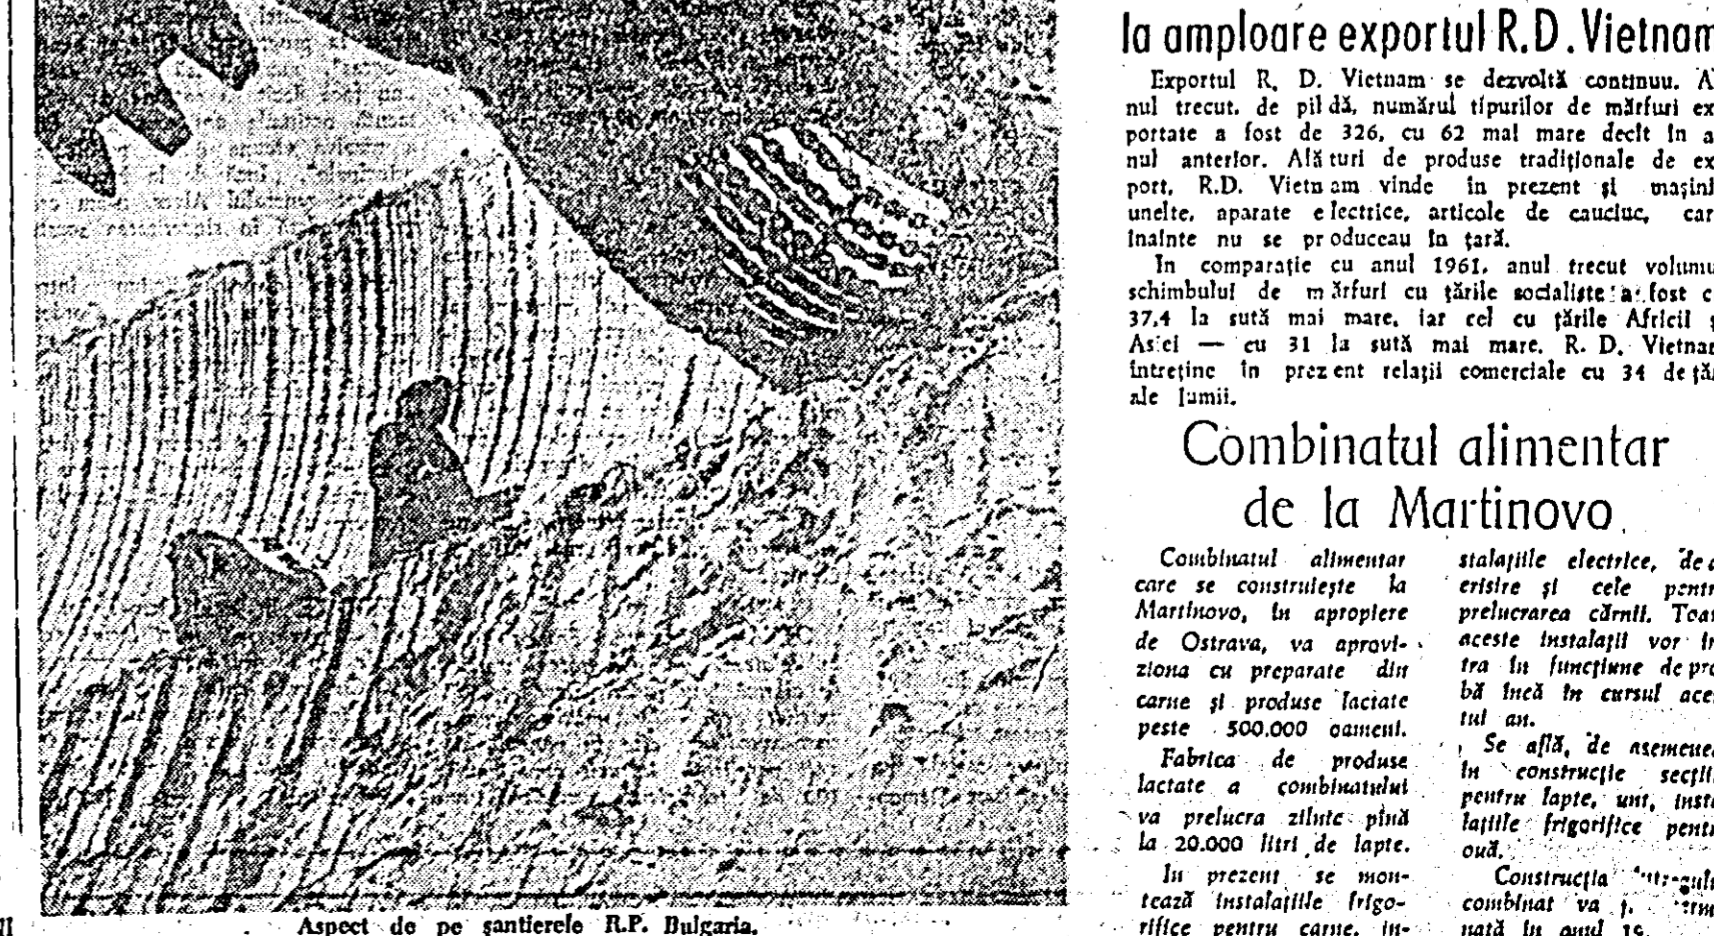 Aspect de pe șantierele R.P. Bulgaria.
Ia amploare exportul R.D. Vietnam
Exportul R. D. Vietnam se dezvoltă continuu. A
nul trecut, de pildă, numărul tipurilor de mărfuri ex
portate a fost de 326, cu 62 mai mare decît în a
nul anterior. Alături de produse tradiționale de ex
port, R.D. Vietnam vinde în prezent și mașini
unelte, aparate electrice, articole de cauciuc, car
înainte nu se produceau în țară.
In comparație cu anul 1961, anul trecut volumu
schimbului de mărfuri cu țările socialiste a fost c
37,4 la sută mai mare, iar cel cu țările Africii ș
Asiei — cu 31 la sută mai mare. R. D. Vietnam
întreține în prezent relații comerciale cu 34 de ță
ale lumii.
Combinatul alimentar
de la Martinovo
Combinatul alimentar
care se construiește la
Martinovo, în apropiere
de Ostrava, va aprovi-
ziona cu preparate din
carne și produse lactate
peste 500.000 oameni.
Fabrica de produse
lactate a combinatului
va prelucra zilnic pînă
la 20.000 litri de lapte.
In prezent se mon-
tează instalațiile frigo-
rifice pentru carne, in-
stalațiile electrice, de a
erisire și cele pentr
prelucrarea cărnii. Toat
aceste instalații vor in
tra în funcțiune de pro
bă încă în cursul aces
tui an.
Se află, de asemenea
în construcție secții
pentru lapte, unt, insta
lațiile frigorifice pentr
ouă.
Construcția
combinat va
nată în anul